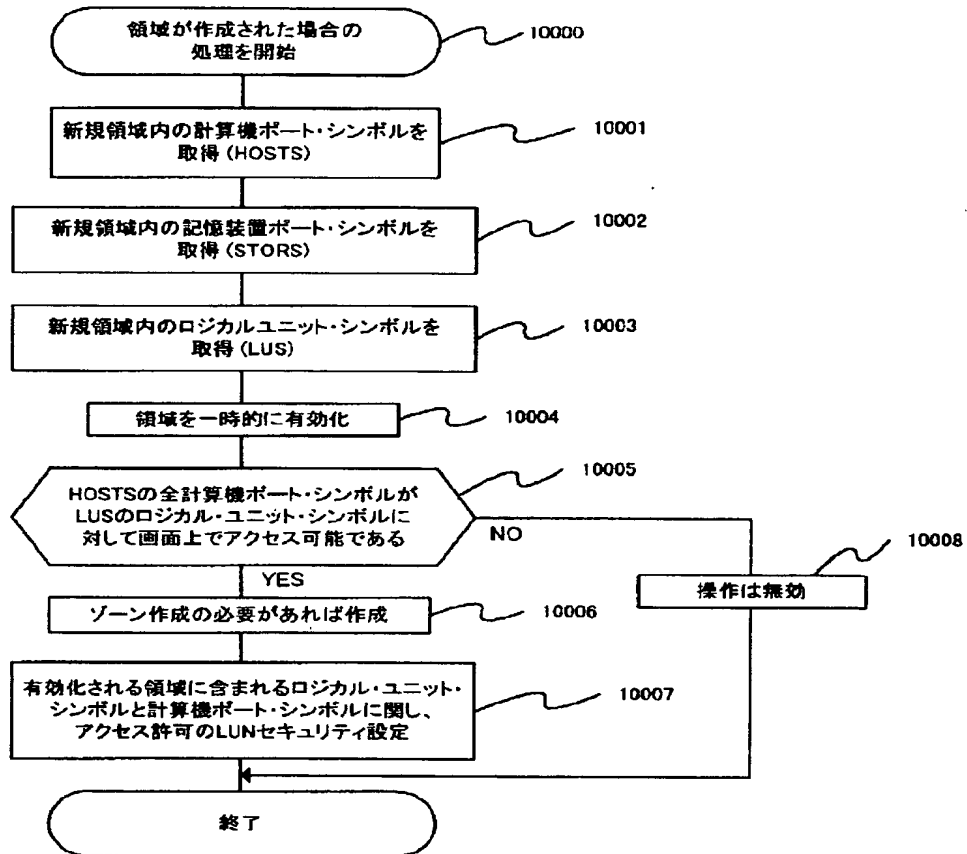 領域が作成された場合の
処理を開始
10000
新規領域内の計算機ポート・シンボルを
取得(HOSTS)
10001
新規領域内の記憶装置ポート・シンボルを
取得(STORS)
10002
新規領域内のロジカルユニット・シンボルを
取得(LUS)
10003
領域を一時的に有効化
10004
HOSTSの全計算機ポート・シンボルが
LUSのロジカル・ユニット・シンボルに
対して画面上でアクセス可能である
10005
NO
YES
操作は無効
10008
ゾーン作成の必要があれば作成
10006
有効化される領域に含まれるロジカル・ユニット・
シンボルと計算機ポート・シンボルに関し、
アクセス許可のLUNセキュリティ設定
10007
終了